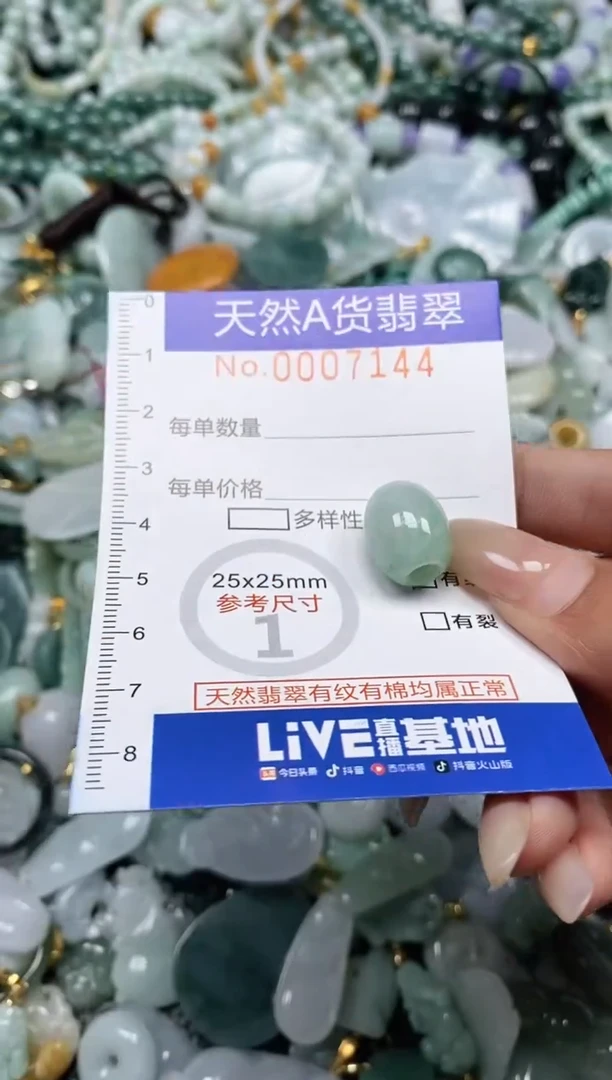 0
天然A货翡翠
No.0007144
1
2
每单数量
3
每单价格
多样性
4
5
25x25mm
参考尺寸
1
有
6
有裂
7
天然翡翠有纹有棉均属正常
8
LiVE直播基地
今日头条 抖音 西瓜视频 抖音火山版